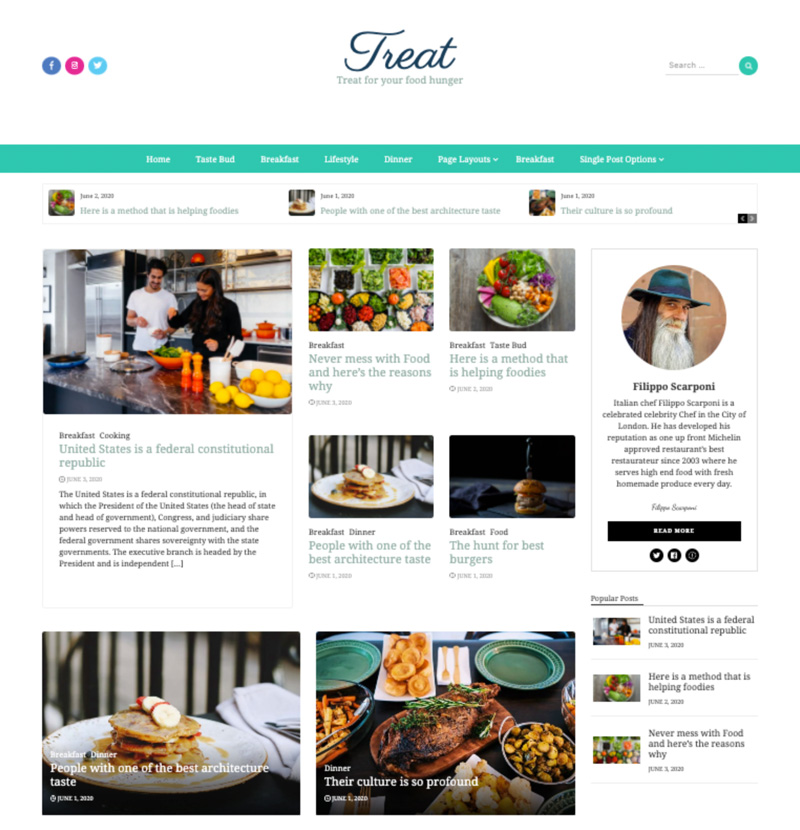 Treat
Treat for your food hunger
Search ...
Home Taste Bud Breakfast Lifestyle Dinner Page Layouts Breakfast Single Post Options
June 2, 2020
Here is a method that is helping foodies
June 1, 2020
People with one of the best architecture taste
June 1, 2020
Their culture is so profound
Breakfast Cooking
United States is a federal constitutional
republic
JUNE 3, 2020
The United States is a federal constitutional republic, in
which the President of the United States (the head of state
and head of government), Congress, and judiciary share
powers reserved to the national government, and the
federal government shares sovereignty with the state
governments. The executive branch is headed by the
President and is independent [...]
Breakfast
Never mess with Food
and here's the reasons
why
JUNE 3, 2020
Breakfast Taste Bud
Here is a method that
is helping foodies
JUNE 2, 2020
Breakfast Dinner
People with one of the
best architecture taste
JUNE 1, 2020
Breakfast Food
The hunt for best
burgers
JUNE 1, 2020
Filippo Scarponi
Italian chef Filippo Scarponi is a
celebrated celebrity Chef in the City of
London. He has developed his
reputation as one up front Michelin
approved restaurant's best
restaurateur since 2003 where he
serves high end food with fresh
homemade produce every day.
Filippo Scarponi
READ MORE
Popular Posts
United States is a federal
constitutional republic
JUNE 3, 2020
Here is a method that is
helping foodies
JUNE 2, 2020
Never mess with Food
and here's the reasons
why
JUNE 3, 2020
Breakfast Dinner
People with one of the best architecture
taste
JUNE 1, 2020
Dinner
Their culture is so profound
JUNE 1, 2020